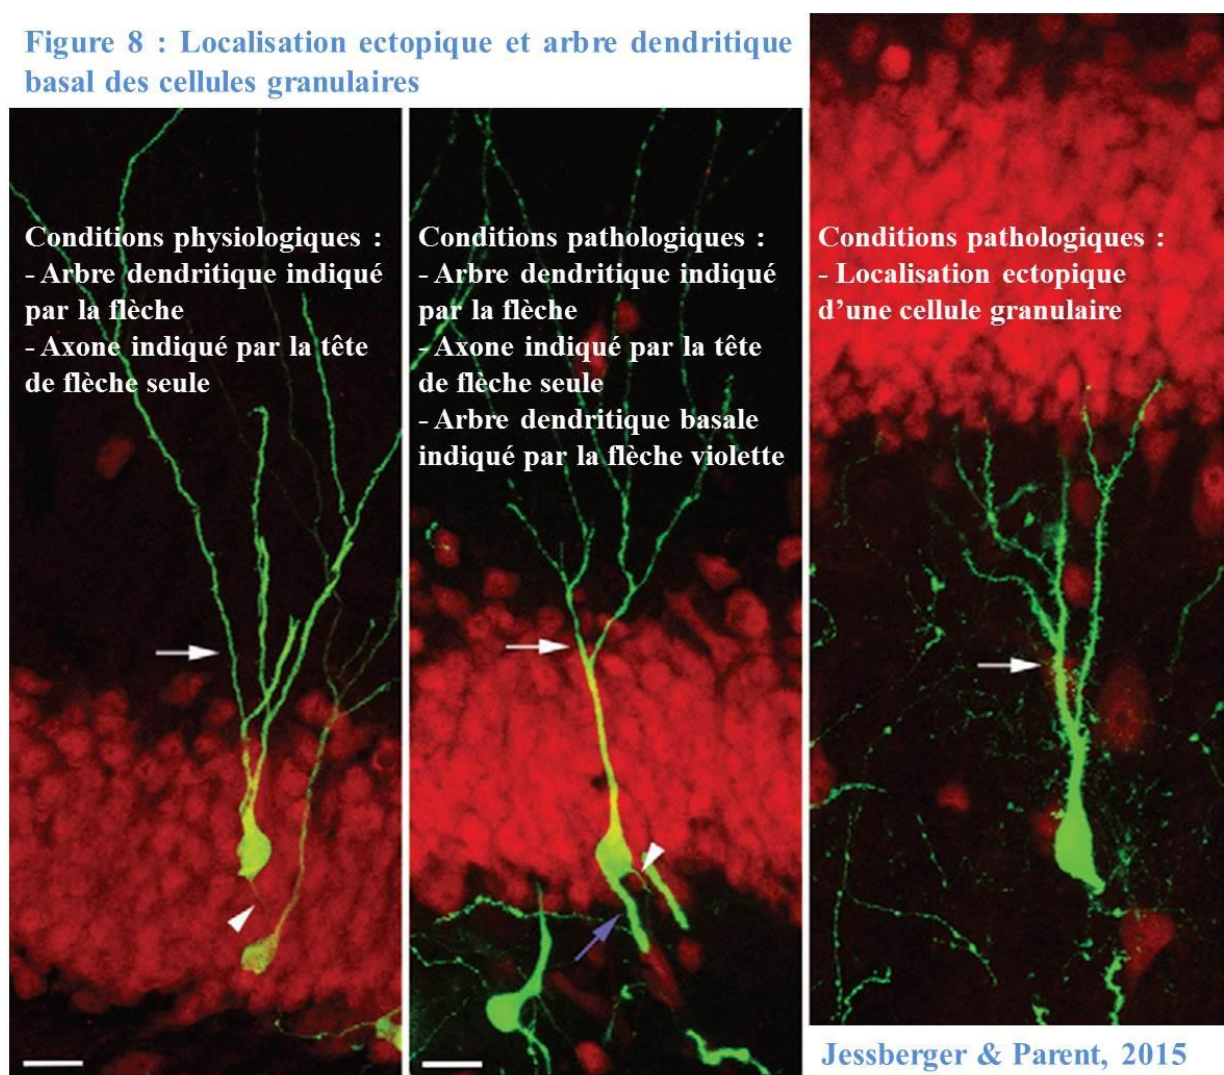 Figure 8 : Localisation ectopique et arbre dendritique
basal des cellules granulaires
Conditions physiologiques :
- Arbre dendritique indiqué
par la flèche
- Axone indiqué par la tête
de flèche seule
Conditions pathologiques :
- Arbre dendritique indiqué
par la flèche
- Axone indiqué par la tête
de flèche seule
- Arbre dendritique basale
indiqué par la flèche violette
Conditions pathologiques :
- Localisation ectopique
d’une cellule granulaire
Jessberger & Parent, 2015